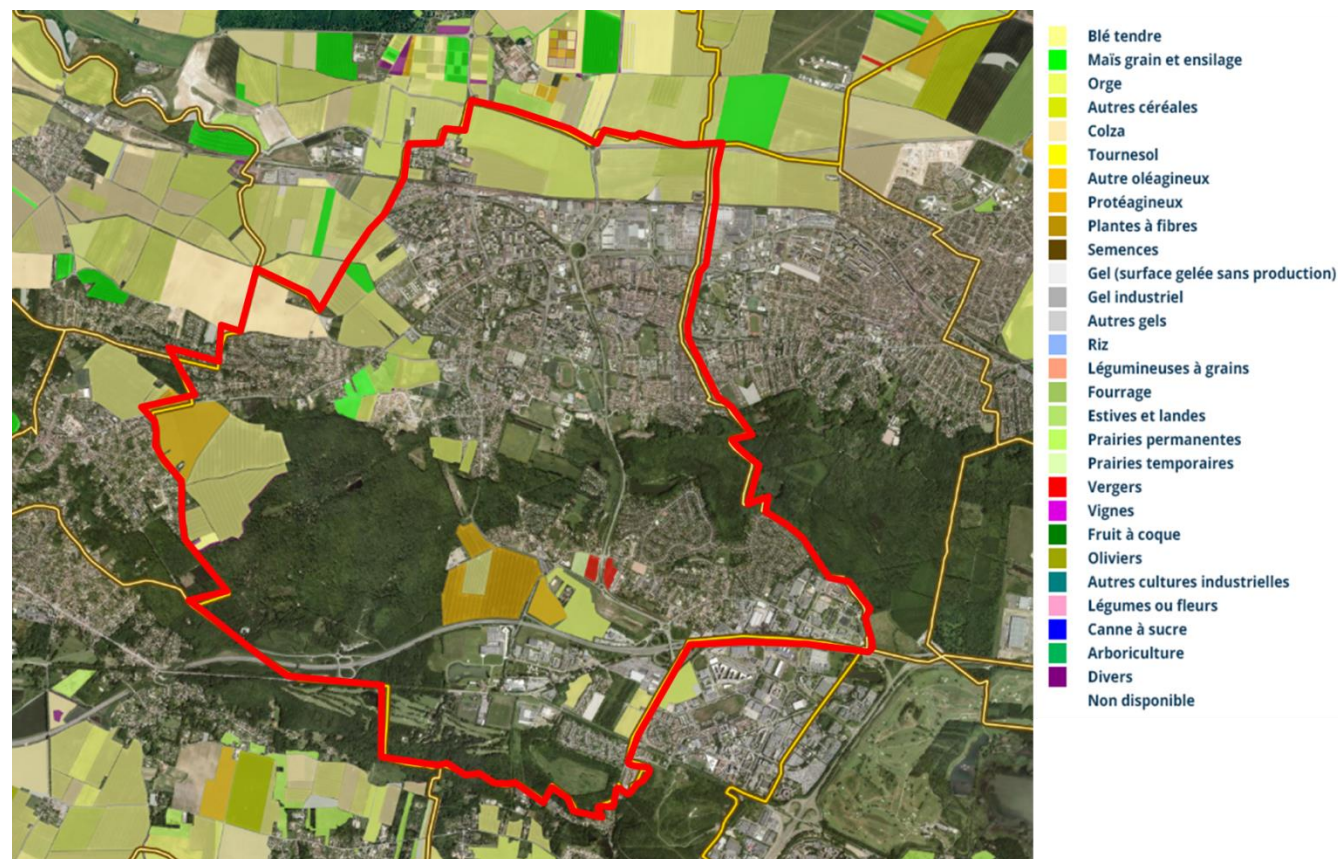 Blé tendre
Maïs grain et ensilage
Orge
Autres céréales
Colza
Tournesol
Autre oléagineux
Protéagineux
Plantes à fibres
Semences
Gel (surface gelée sans production)
Gel industriel
Autres gels
Riz
Légumineuses à grains
Fourrage
Estives et landes
Prairies permanentes
Prairies temporaires
Vergers
Vignes
Fruit à coque
Oliviers
Autres cultures industrielles
Légumes ou fleurs
Canne à sucre
Arboriculture
Divers
Non disponible